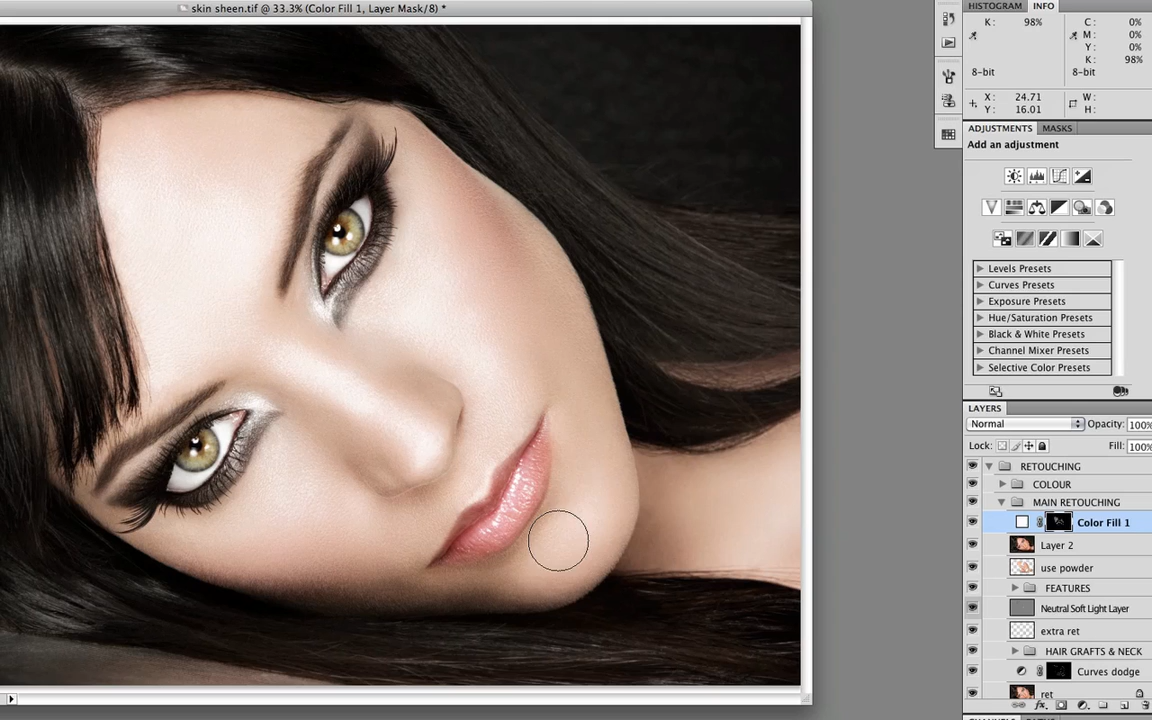 skin sheen.tif @ 33.3% (Color Fill 1, Layer Mask/8) *
HISTOGRAM INFO
K: 98% C: 0%
M: 0%
Y: 0%
K: 98%
8-bit 8-bit
X: 24.71 W:
Y: 16.01 H:
ADJUSTMENTS MASKS
Add an adjustment
Levels Presets
Curves Presets
Exposure Presets
Hue/Saturation Presets
Black & White Presets
Channel Mixer Presets
Selective Color Presets
LAYERS
Normal Opacity: 100%
Lock: Fill: 100%
RETOUCHING
COLOUR
MAIN RETOUCHING
Color Fill 1
Layer 2
use powder
FEATURES
Neutral Soft Light Layer
extra ret
HAIR GRAFTS & NECK
Curves dodge
ret
fx